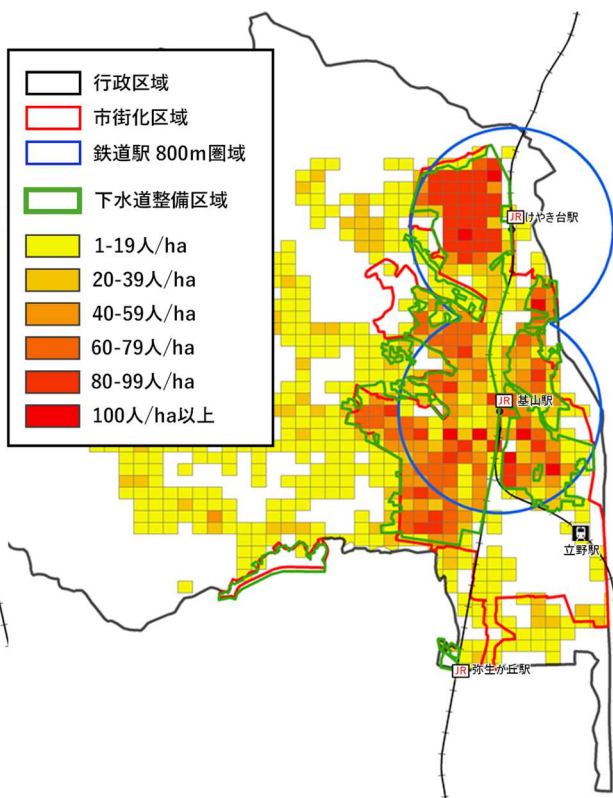 行政区域
市街化区域
鉄道駅 800m圏域
下水道整備区域
1-19人/ha
20-39人/ha
40-59人/ha
60-79人/ha
80-99人/ha
100人/ha以上
JR けやき台駅
JR 基山駅
立野駅
JR 弥生が丘駅